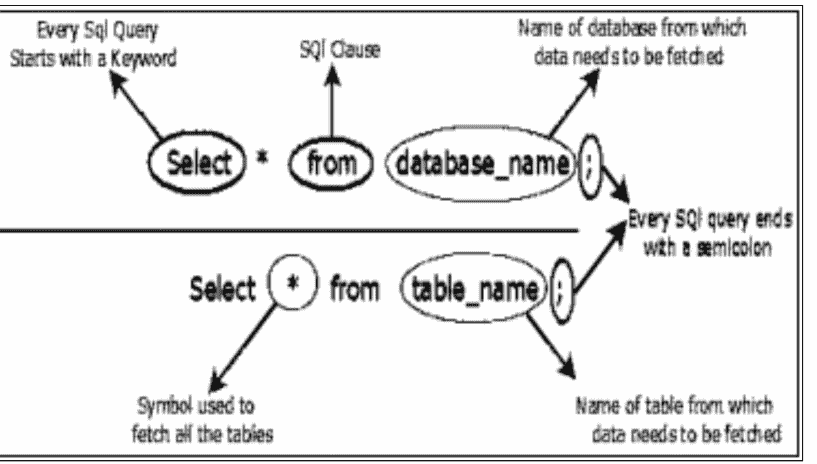 Every Sql Query
Starts with a Keyword
SQl Clause
Name of database from which
data needs to be fetched
Select * from database_name ;
Every SQl query ends
with a semicolon
Select * from table_name ;
Symbol used to
fetch all the tables
Name of table from which
data needs to be fetched